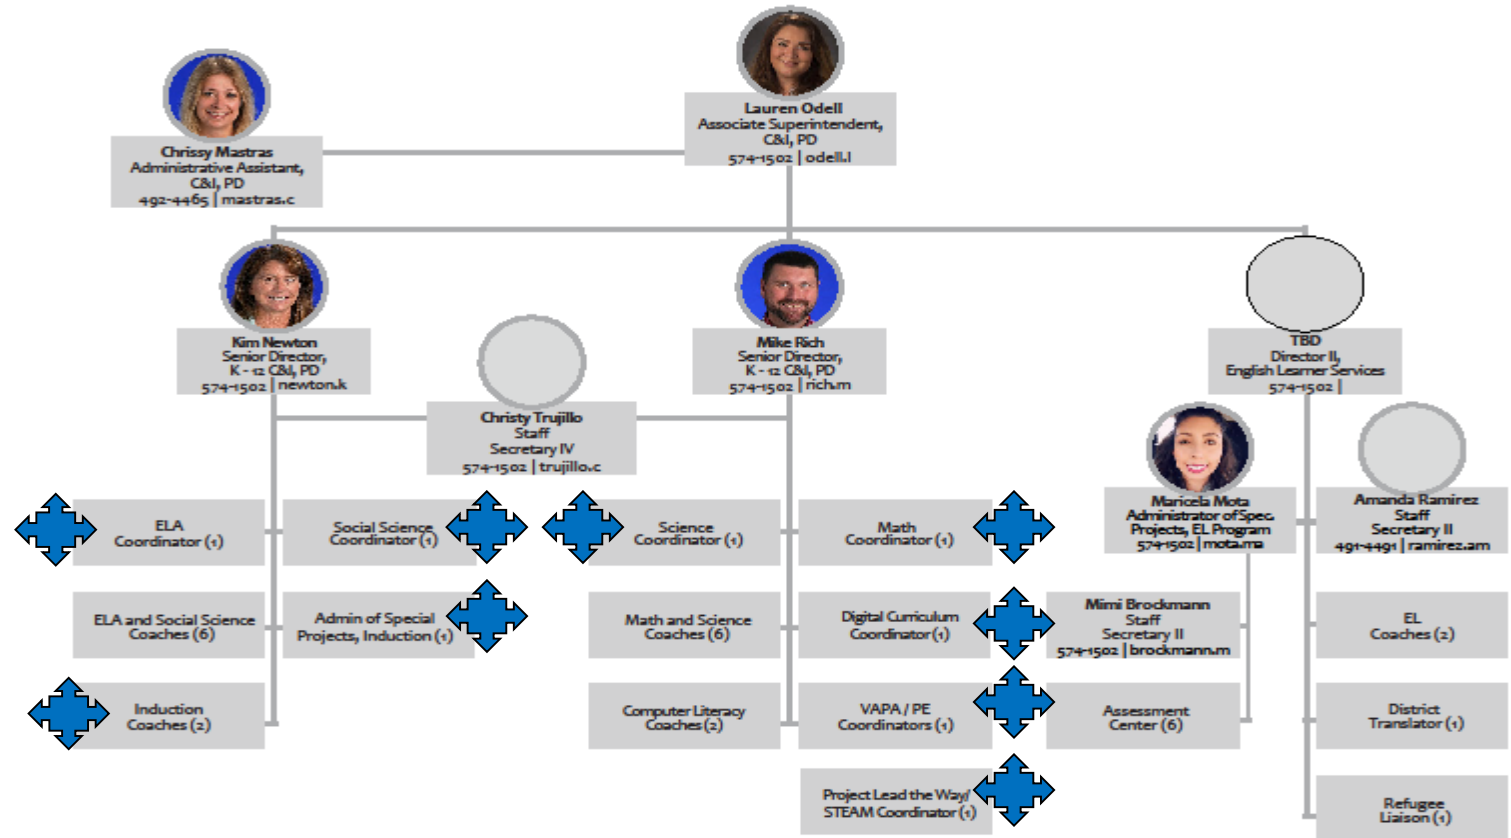 Lauren Odell
Associate Superintendent,
C&I, PD
574-1502 | odell.l
Chrissy Mastras
Administrative Assistant,
C&I, PD
492-4465 | mastras.c
Kim Newton
Senior Director,
K - 12 C&I, PD
574-1502 | newton.k
Mike Rich
Senior Director,
K - 12 C&I, PD
574-1502 | rich.m
TBD
Director II,
English Learner Services
574-1502 |
Christy Trujillo
Staff
Secretary IV
574-1502 | trujillo.c
Maricela Mota
Administrator of Spec.
Projects, EL Program
574-1502 | mota.ma
Amanda Ramirez
Staff
Secretary II
491-4491 | ramirez.am
ELA
Coordinator (1)
Social Science
Coordinator (1)
Science
Coordinator (1)
Math
Coordinator (1)
ELA and Social Science
Coaches (6)
Admin of Special
Projects, Induction (1)
Math and Science
Coaches (6)
Digital Curriculum
Coordinator (1)
Mimi Brockmann
Staff
Secretary II
574-1502 | brockmann.m
EL
Coaches (2)
Induction
Coaches (2)
Computer Literacy
Coaches (2)
VAPA / PE
Coordinators (1)
Assessment
Center (6)
District
Translator (1)
Project Lead the Way/
STEAM Coordinator (1)
Refugee
Liaison (1)